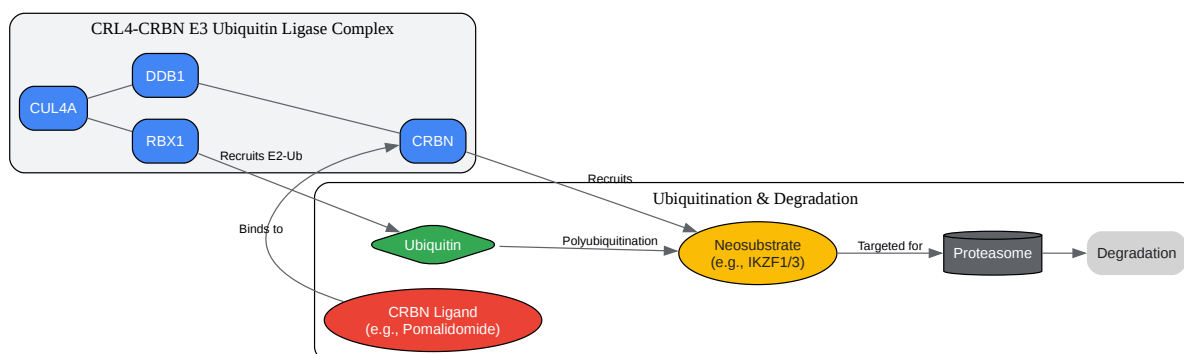 CRL4-CRBN E3 Ubiquitin Ligase Complex
DDB1
CUL4A
RBX1
CRBN
Recruits E2-Ub
Recruits
Ubiquitination & Degradation
Binds to
Ubiquitin
Polyubiquitination
Neosubstrate
(e.g., IKZF1/3)
Targeted for
Proteasome
Degradation
CRBN Ligand
(e.g., Pomalidomide)